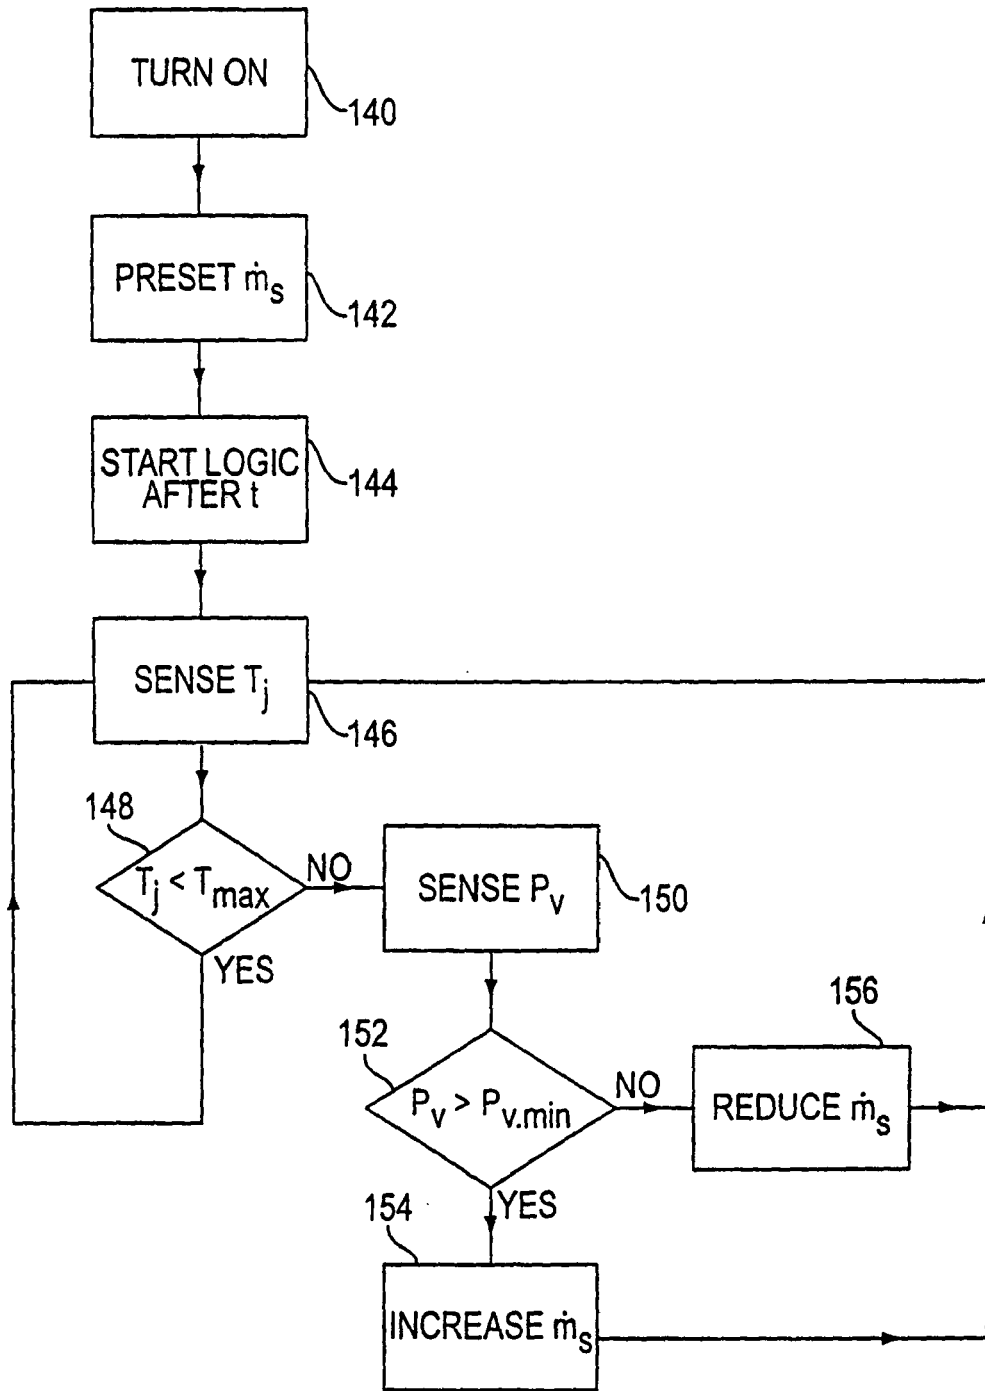 TURN ON
140
PRESET ṁs
142
START LOGIC
AFTER t
144
SENSE Tj
146
148
Tj < Tmax
NO
YES
SENSE Pv
150
152
Pv > Pv.min
NO
YES
156
REDUCE ṁs
154
INCREASE ṁs